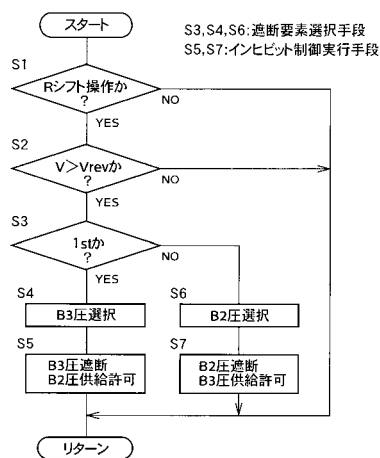 スタート
S3,S4,S6:遮断要素選択手段
S5,S7:インヒビット制御実行手段
S1
Rシフト操作か
?
NO
YES
S2
V>Vrevか
?
NO
YES
S3
1stか
?
NO
YES
S4
B3圧選択
S6
B2圧選択
S5
B3圧遮断
B2圧供給許可
S7
B2圧遮断
B3圧供給許可
リターン